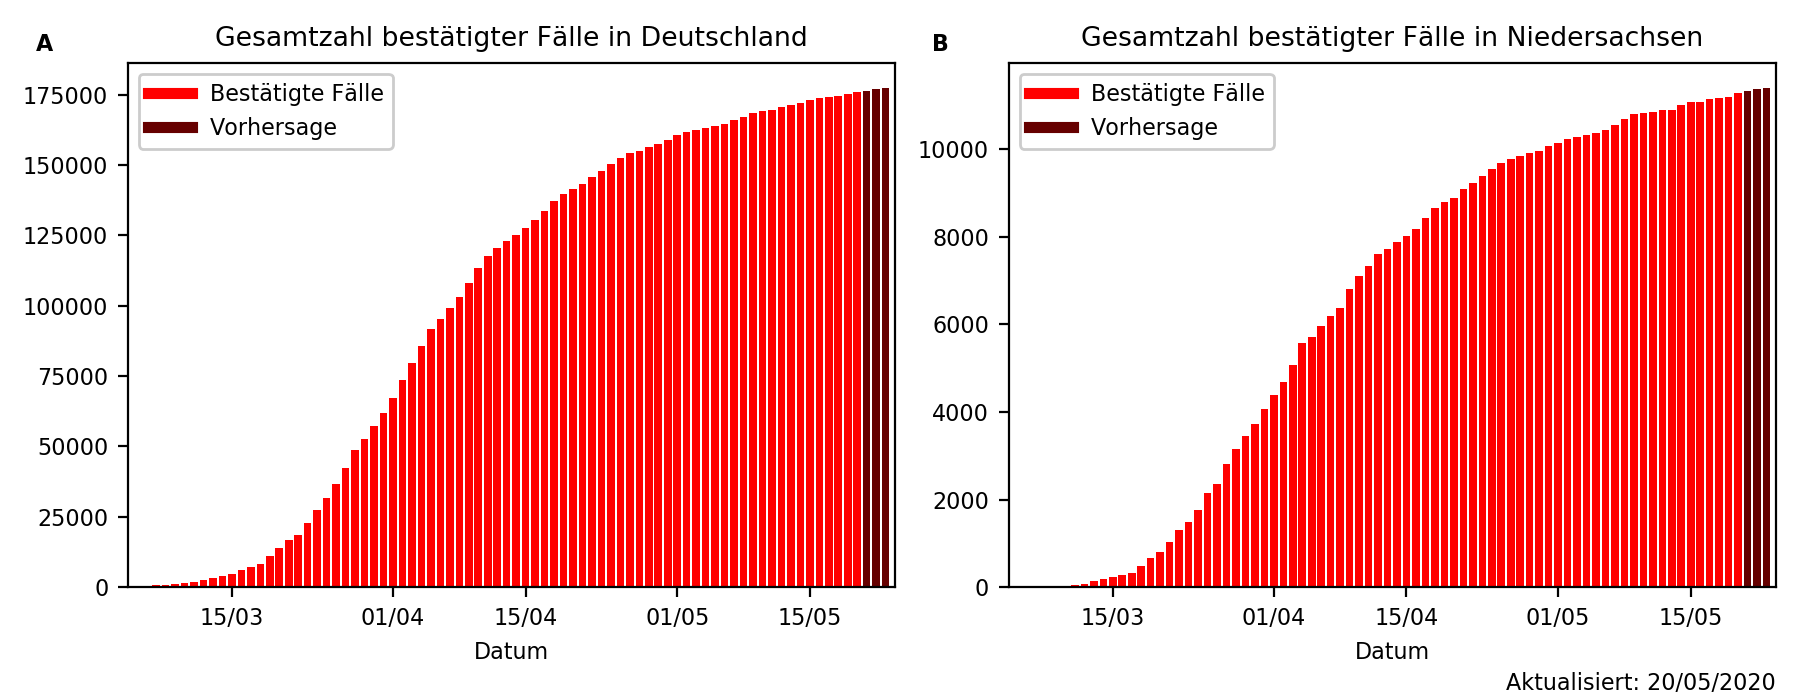 A
Gesamtzahl bestätigter Fälle in Deutschland
Bestätigte Fälle
Vorhersage
175000
150000
125000
100000
75000
50000
25000
0
15/03
01/04
15/04
01/05
15/05
Datum
B
Gesamtzahl bestätigter Fälle in Niedersachsen
Bestätigte Fälle
Vorhersage
10000
8000
6000
4000
2000
0
15/03
01/04
15/04
01/05
15/05
Datum
Aktualisiert: 20/05/2020